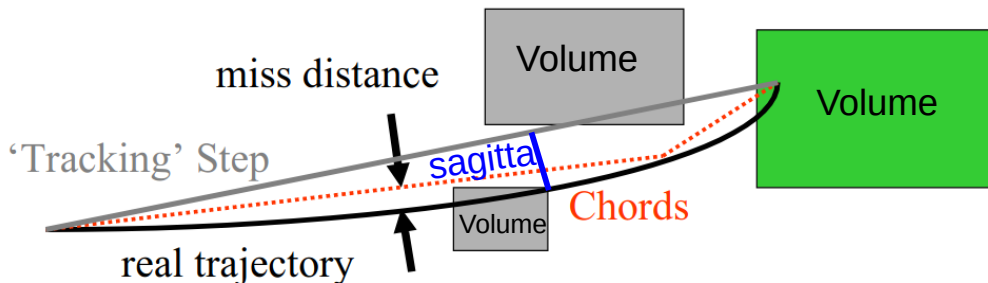 Volume
miss distance
Volume
'Tracking' Step
sagitta
Chords
Volume
real trajectory